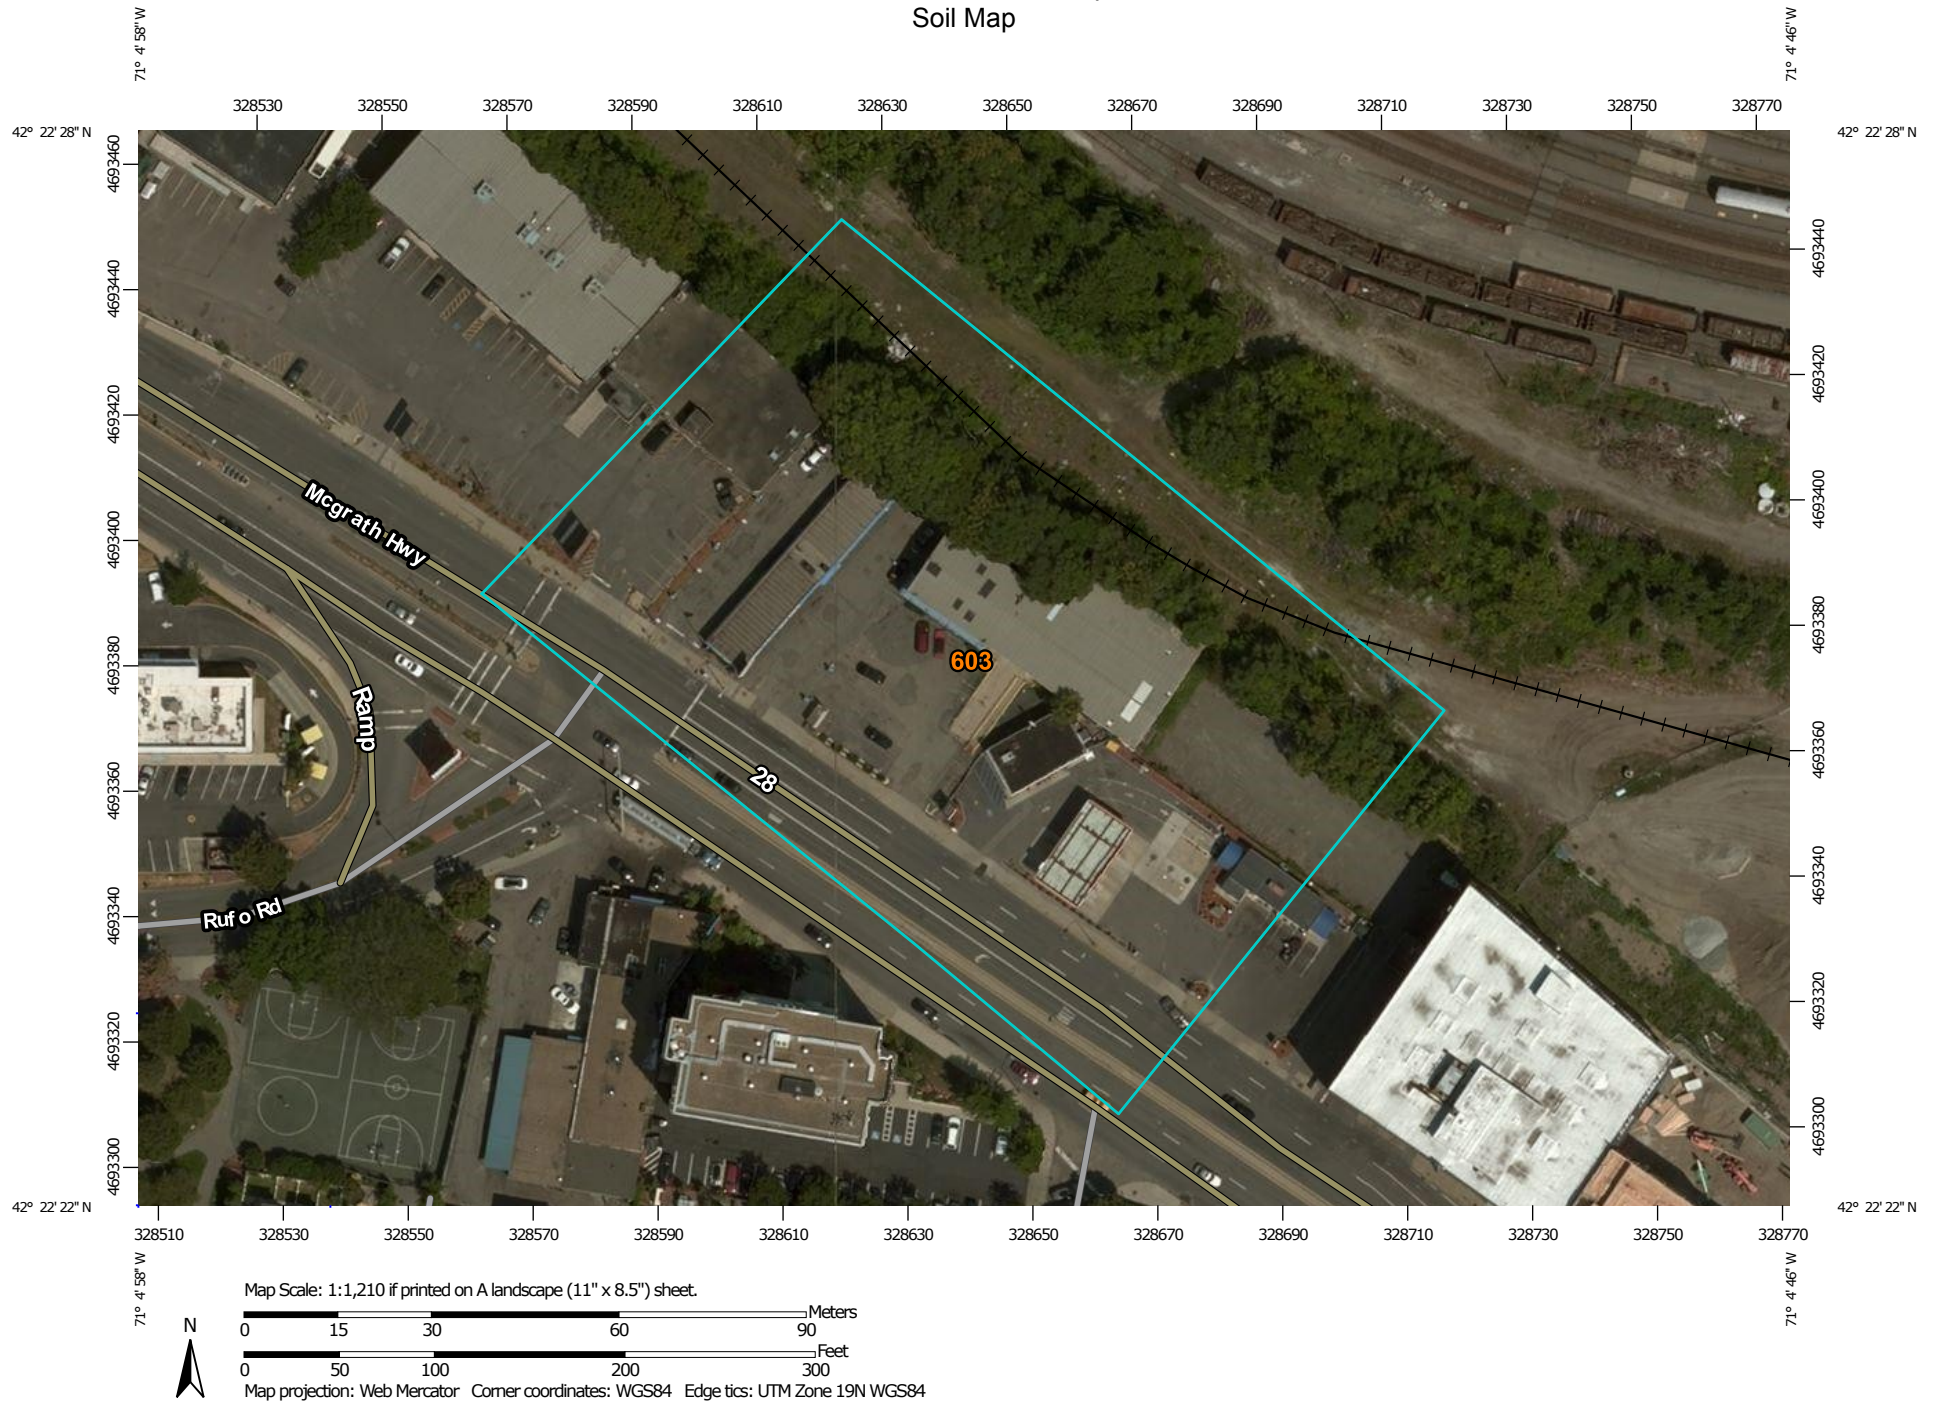 Soil Map
71° 4' 58" W
71° 4' 46" W
328530 328550 328570 328590 328610 328630 328650 328670 328690 328710 328730 328750 328770
42° 22' 28" N
42° 22' 28" N
4693460
4693440
4693420
4693400
4693380
4693360
4693340
4693320
4693300
4693440
4693420
4693400
4693380
4693360
4693340
4693320
4693300
Mcgrath Hwy
Ramp
603
28
Rufo Rd
42° 22' 22" N
42° 22' 22" N
328510 328530 328550 328570 328590 328610 328630 328650 328670 328690 328710 328730 328750 328770
71° 4' 58" W
71° 4' 46" W
Map Scale: 1:1,210 if printed on A landscape (11" x 8.5") sheet.
Meters
0 15 30 60 90
Feet
0 50 100 200 300
N
Map projection: Web Mercator Corner coordinates: WGS84 Edge tics: UTM Zone 19N WGS84